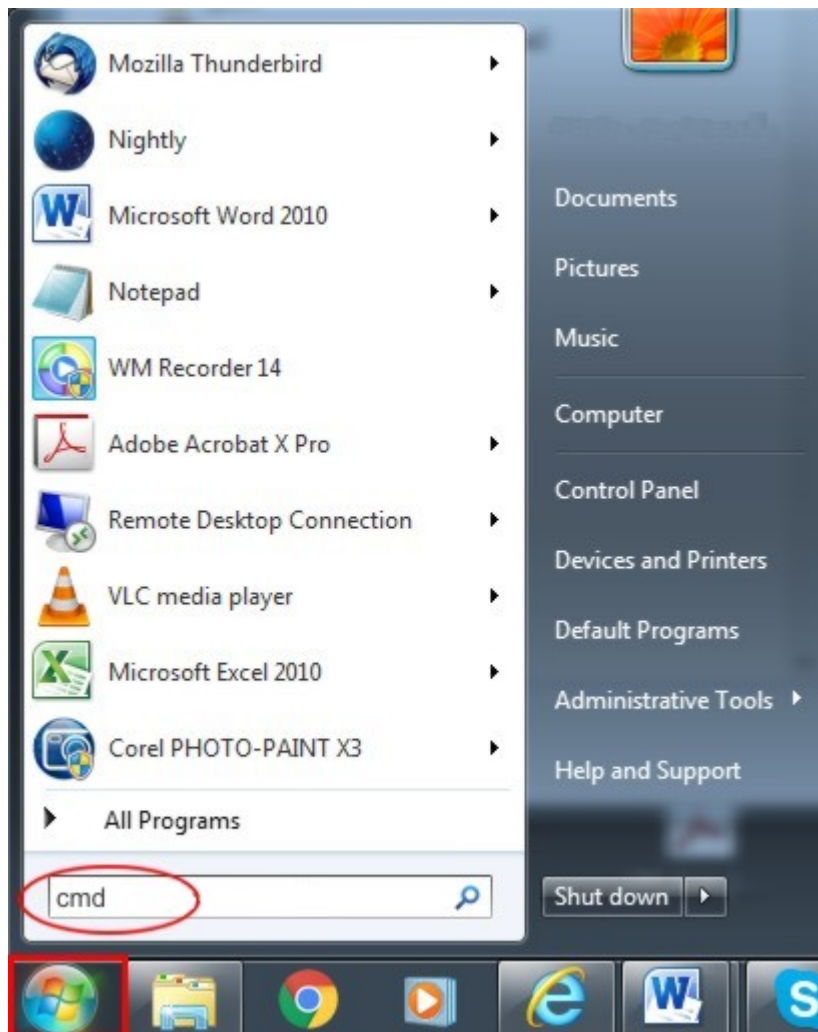 Mozilla Thunderbird
Nightly
Microsoft Word 2010
Notepad
WM Recorder 14
Adobe Acrobat X Pro
Remote Desktop Connection
VLC media player
Microsoft Excel 2010
Corel PHOTO-PAINT X3
All Programs
cmd
Documents
Pictures
Music
Computer
Control Panel
Devices and Printers
Default Programs
Administrative Tools
Help and Support
Shut down